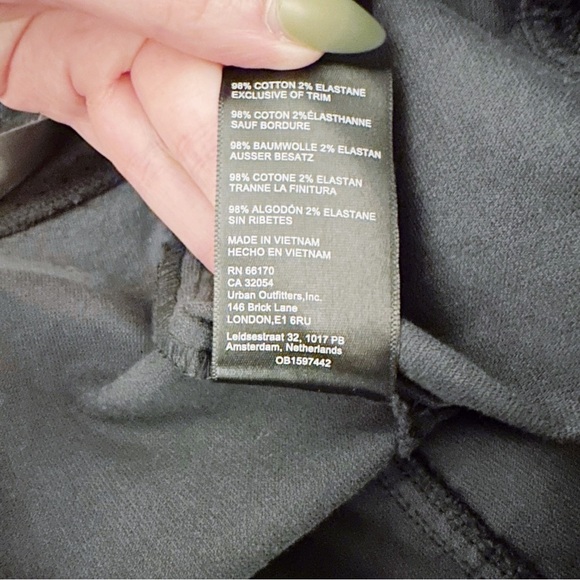 98% COTTON 2% ELASTANE
EXCLUSIVE OF TRIM
98% COTON 2%ÉLASTHANNE
SAUF BORDURE
98% BAUMWOLLE 2% ELASTAN
AUSSER BESATZ
98% COTONE 2% ELASTAN
TRANNE LA FINITURA
98% ALGODÓN 2% ELASTANE
SIN RIBETES
MADE IN VIETNAM
HECHO EN VIETNAM
RN 66170
CA 32054
Urban Outfitters,Inc.
146 Brick Lane
LONDON,E1 6RU
Leidsestraat 32, 1017 PB
Amsterdam, Netherlands
OB1597442